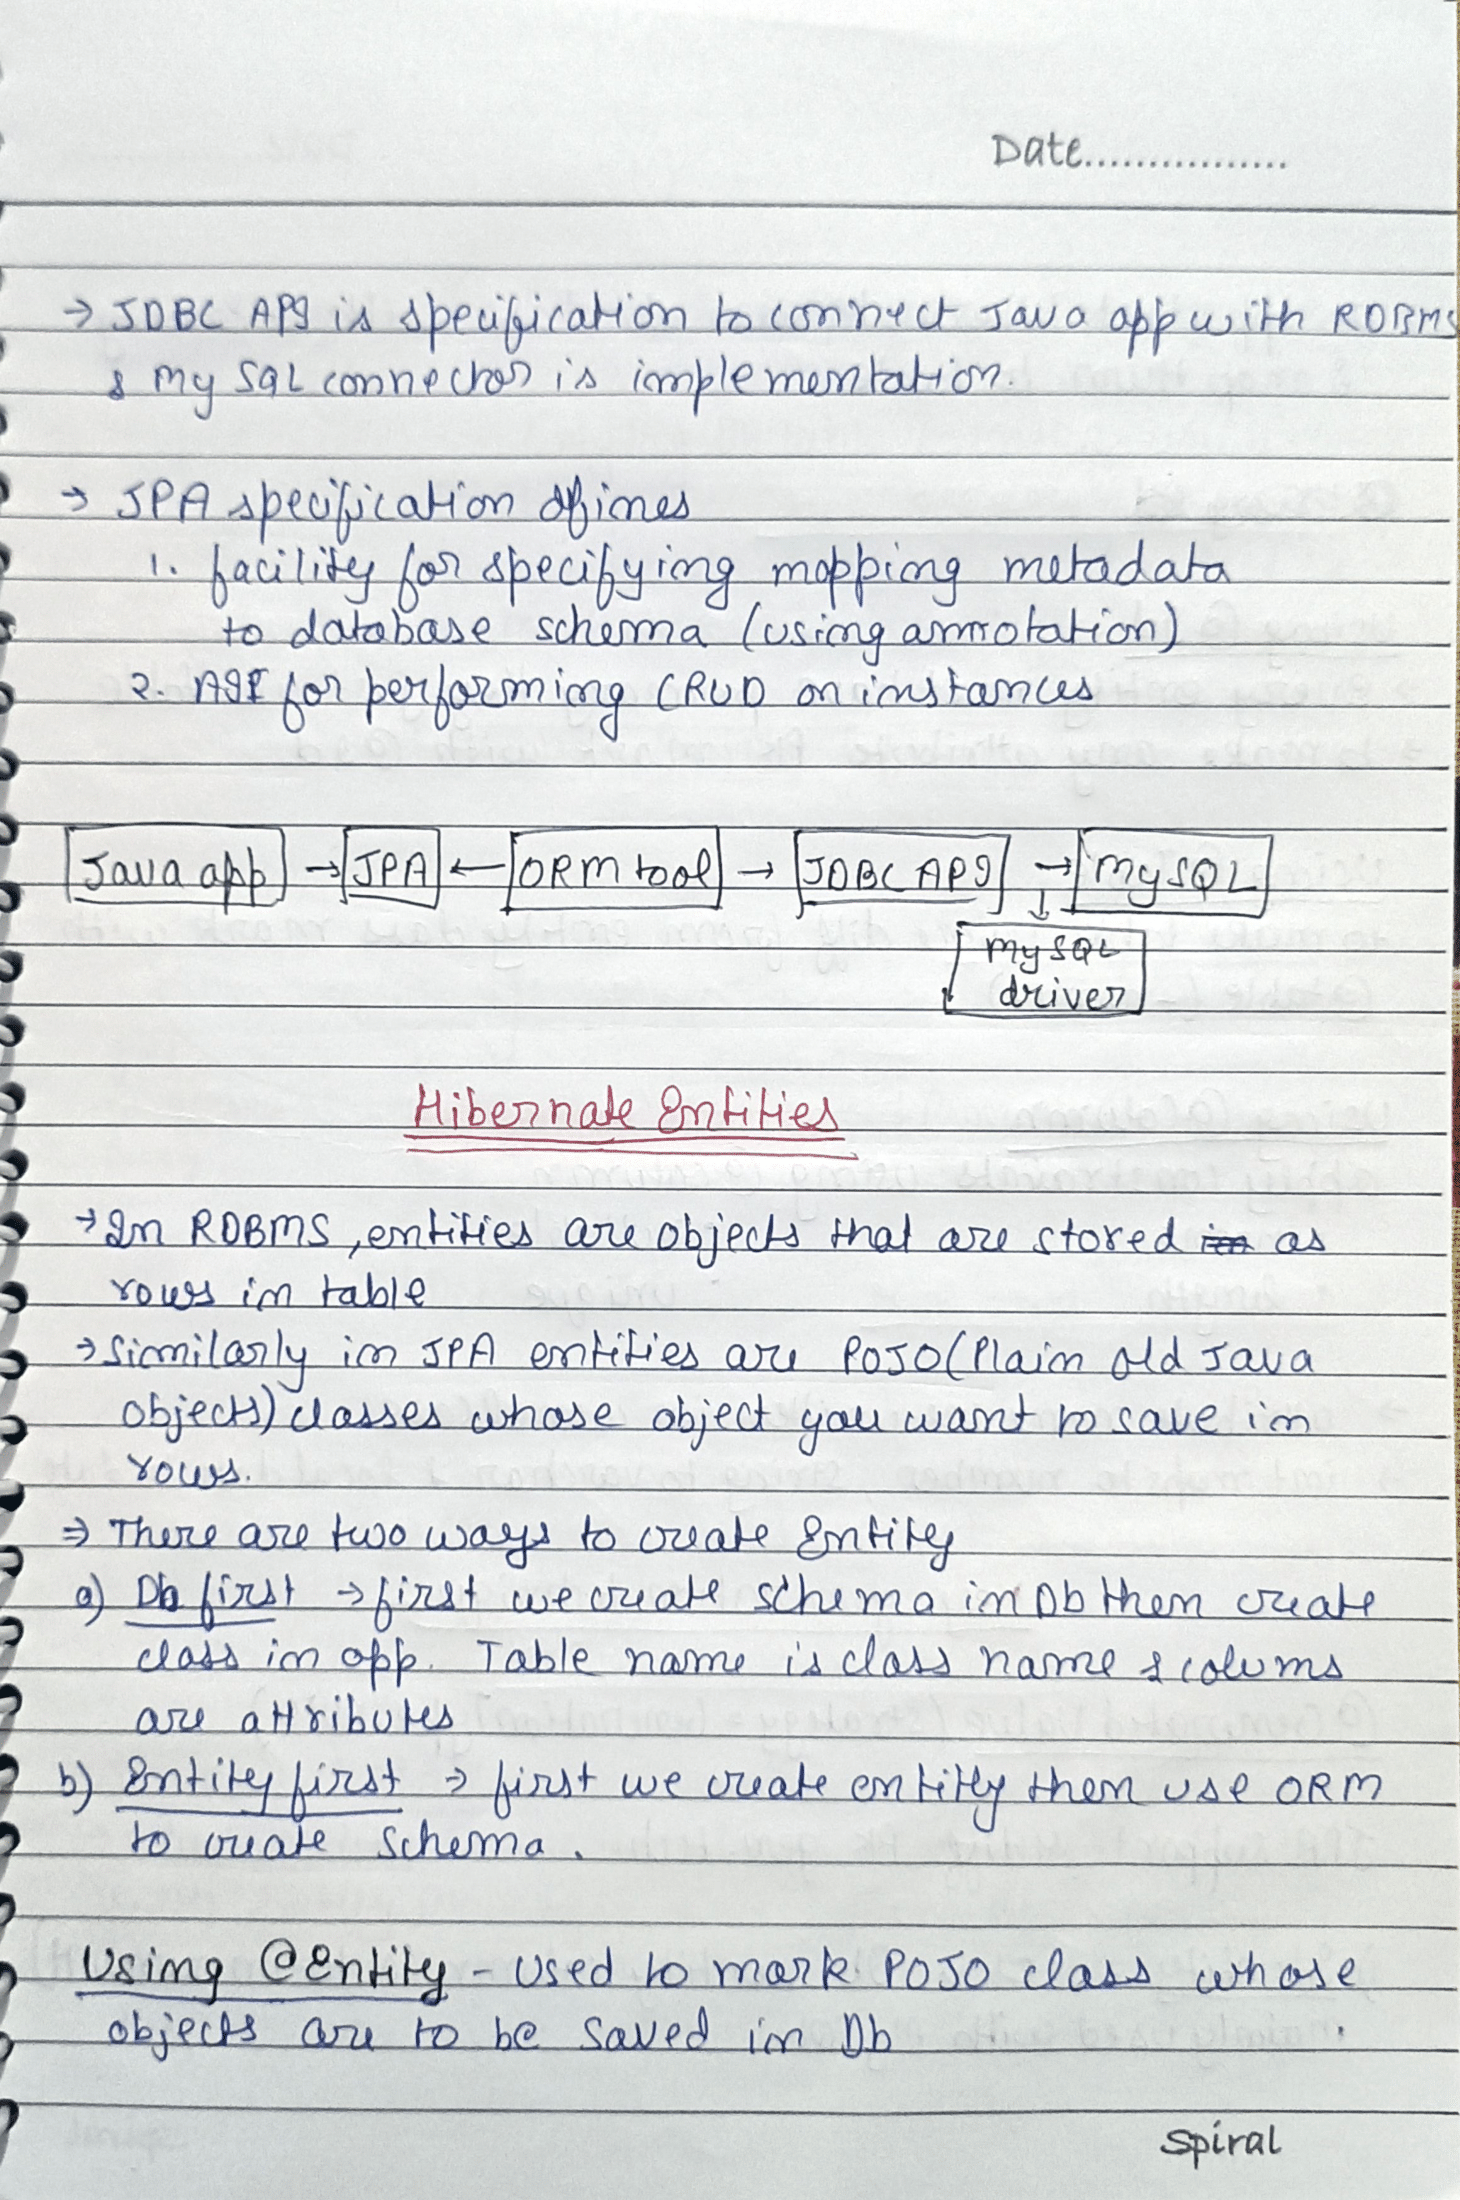 Date.................
→ JDBC API is specification to connect Java app with RDBMS
& My SQL connector is implementation.
→ JPA specification dfines
1. facility for specifying mapping metadata
to database schema (using annotation)
2. API for performing CRUD on instances
Java app → JPA ← ORM tool → JDBC API → MySQL
↓
MySQL
driver
Hibernate Entities
→ In RDBMS, entities are objects that are stored in as
rows in table
→ Similarly in JPA entities are POJO (Plain old Java
objects) classes whose object you want to save in
rows.
⇒ There are two ways to create Entity
a) Db first → first we create schema in Db then create
class in app. Table name is class name & colums
are attributes
b) Entity first → first we create entitly then use ORM
to create schema.
Using @Entity - Used to mark POJO class whose
objects are to be saved in Db
Spiral